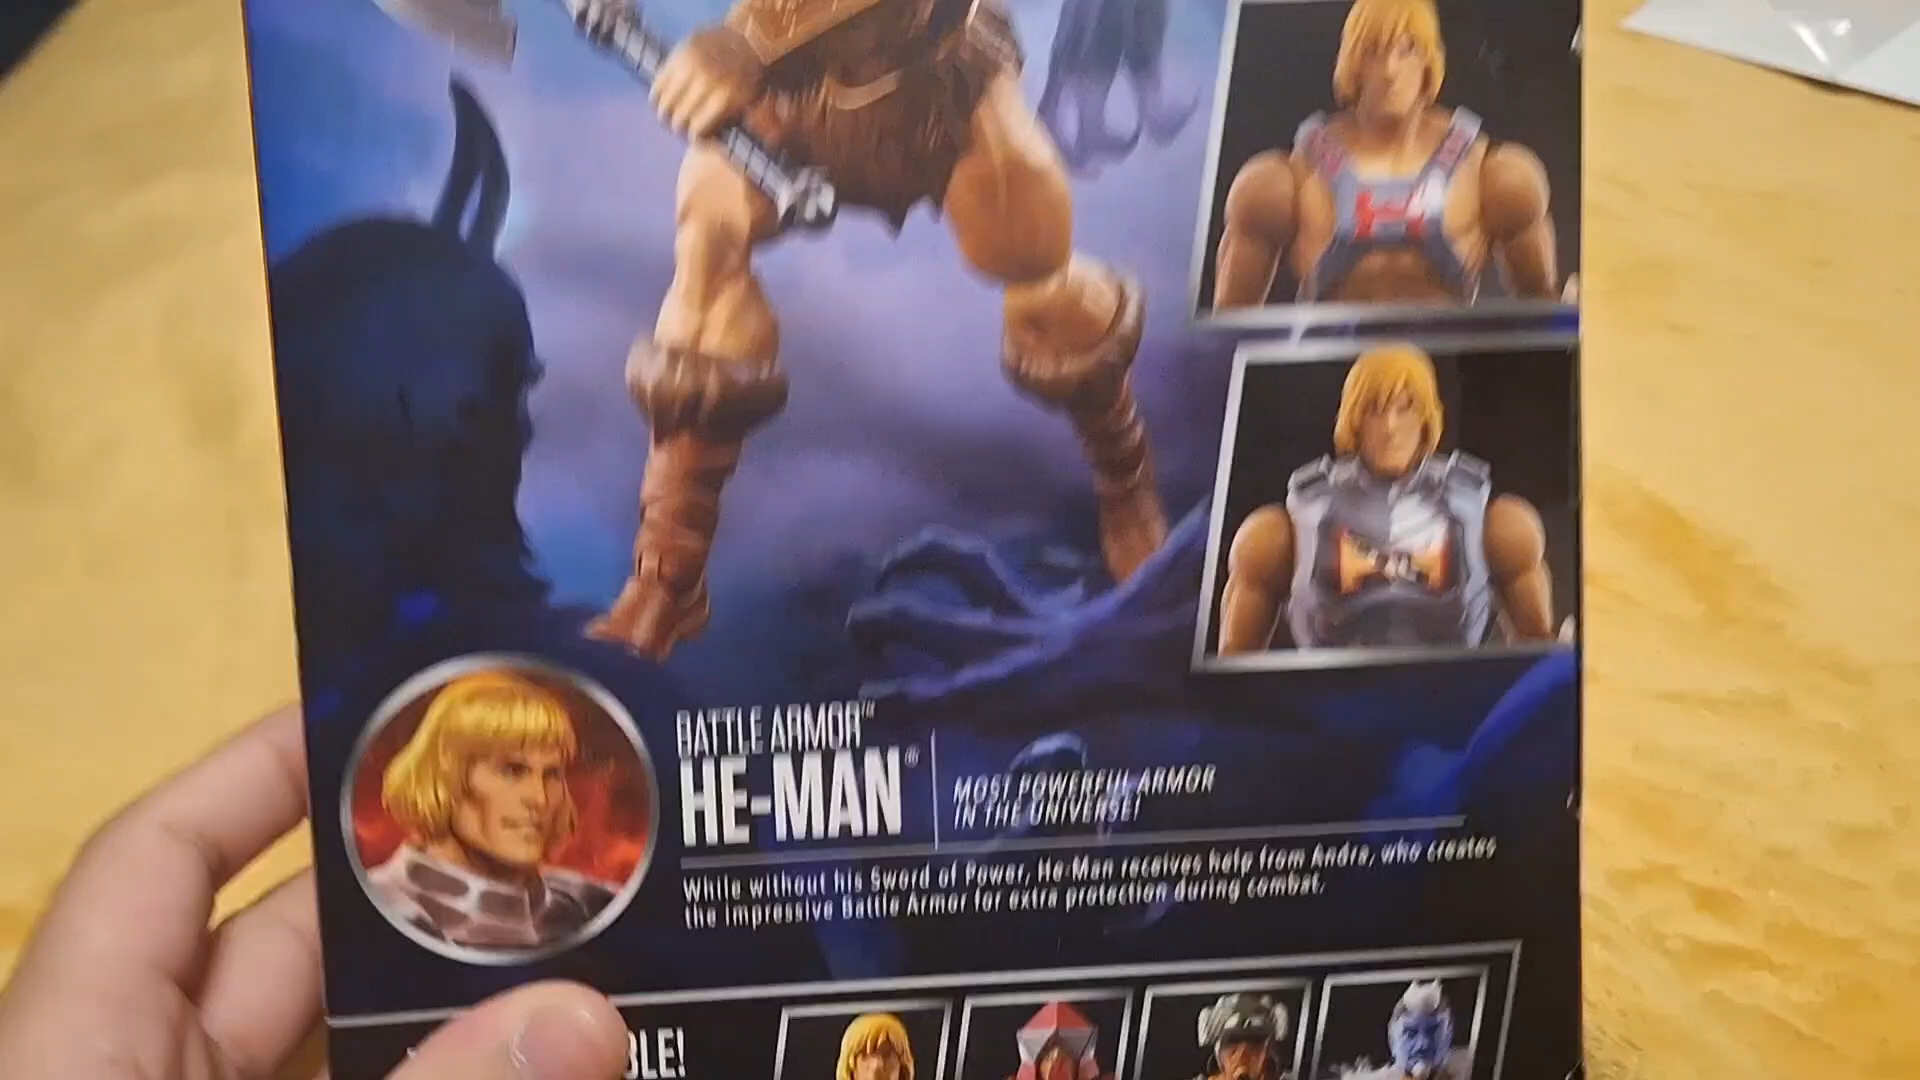 BATTLE ARMOR™
HE-MAN®
MOST POWERFUL ARMOR
IN THE UNIVERSE!
While without his Sword of Power, He-Man receives help from Andra, who creates
the impressive Battle Armor for extra protection during combat.
BLE!